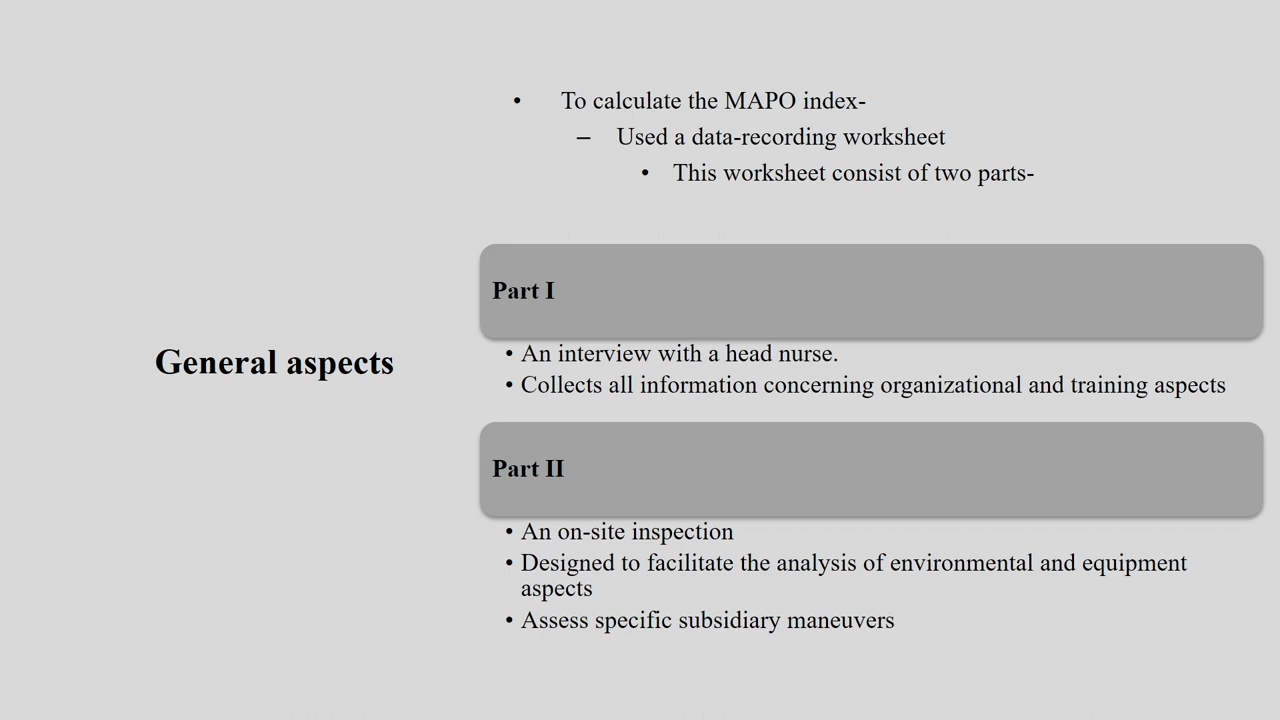 General aspects
• To calculate the MAPO index-
– Used a data-recording worksheet
• This worksheet consist of two parts-
Part I
• An interview with a head nurse.
• Collects all information concerning organizational and training aspects
Part II
• An on-site inspection
• Designed to facilitate the analysis of environmental and equipment
aspects
• Assess specific subsidiary maneuvers